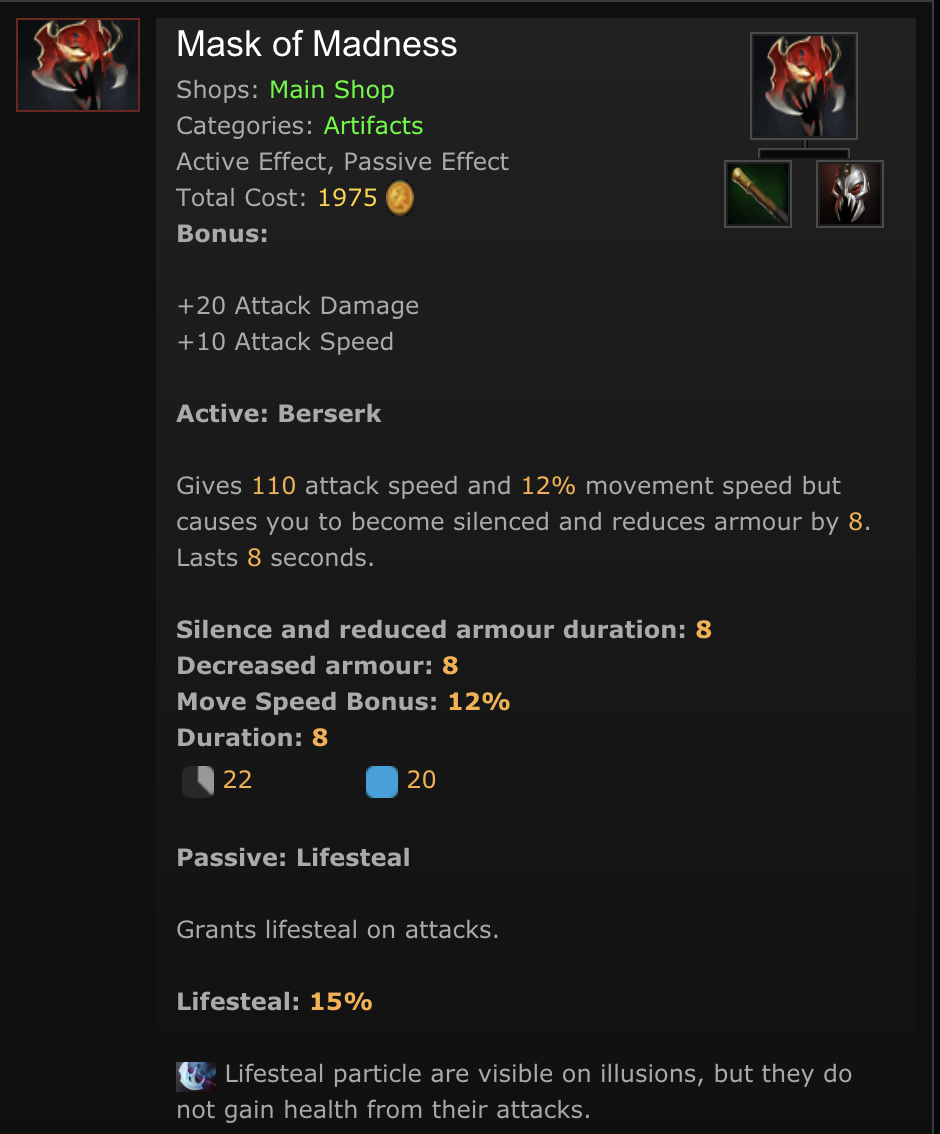 Mask of Madness
Shops: Main Shop
Categories: Artifacts
Active Effect, Passive Effect
Total Cost: 1975
Bonus:
+20 Attack Damage
+10 Attack Speed
Active: Berserk
Gives 110 attack speed and 12% movement speed but
causes you to become silenced and reduces armour by 8.
Lasts 8 seconds.
Silence and reduced armour duration: 8
Decreased armour: 8
Move Speed Bonus: 12%
Duration: 8
22 20
Passive: Lifesteal
Grants lifesteal on attacks.
Lifesteal: 15%
Lifesteal particle are visible on illusions, but they do
not gain health from their attacks.